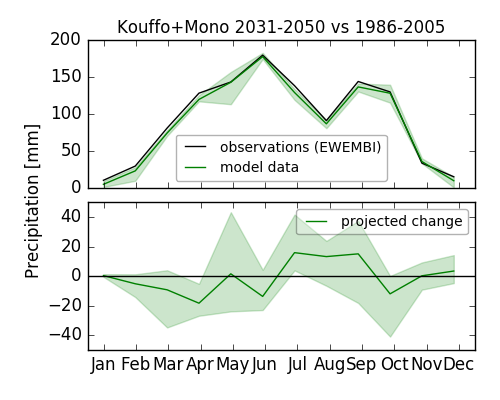 Kouffo+Mono 2031-2050 vs 1986-2005
200
150
100
50
0
observations (EWEMBI)
model data
Precipitation [mm]
40
20
0
−20
−40
projected change
Jan Feb Mar Apr May Jun Jul Aug Sep Oct Nov Dec